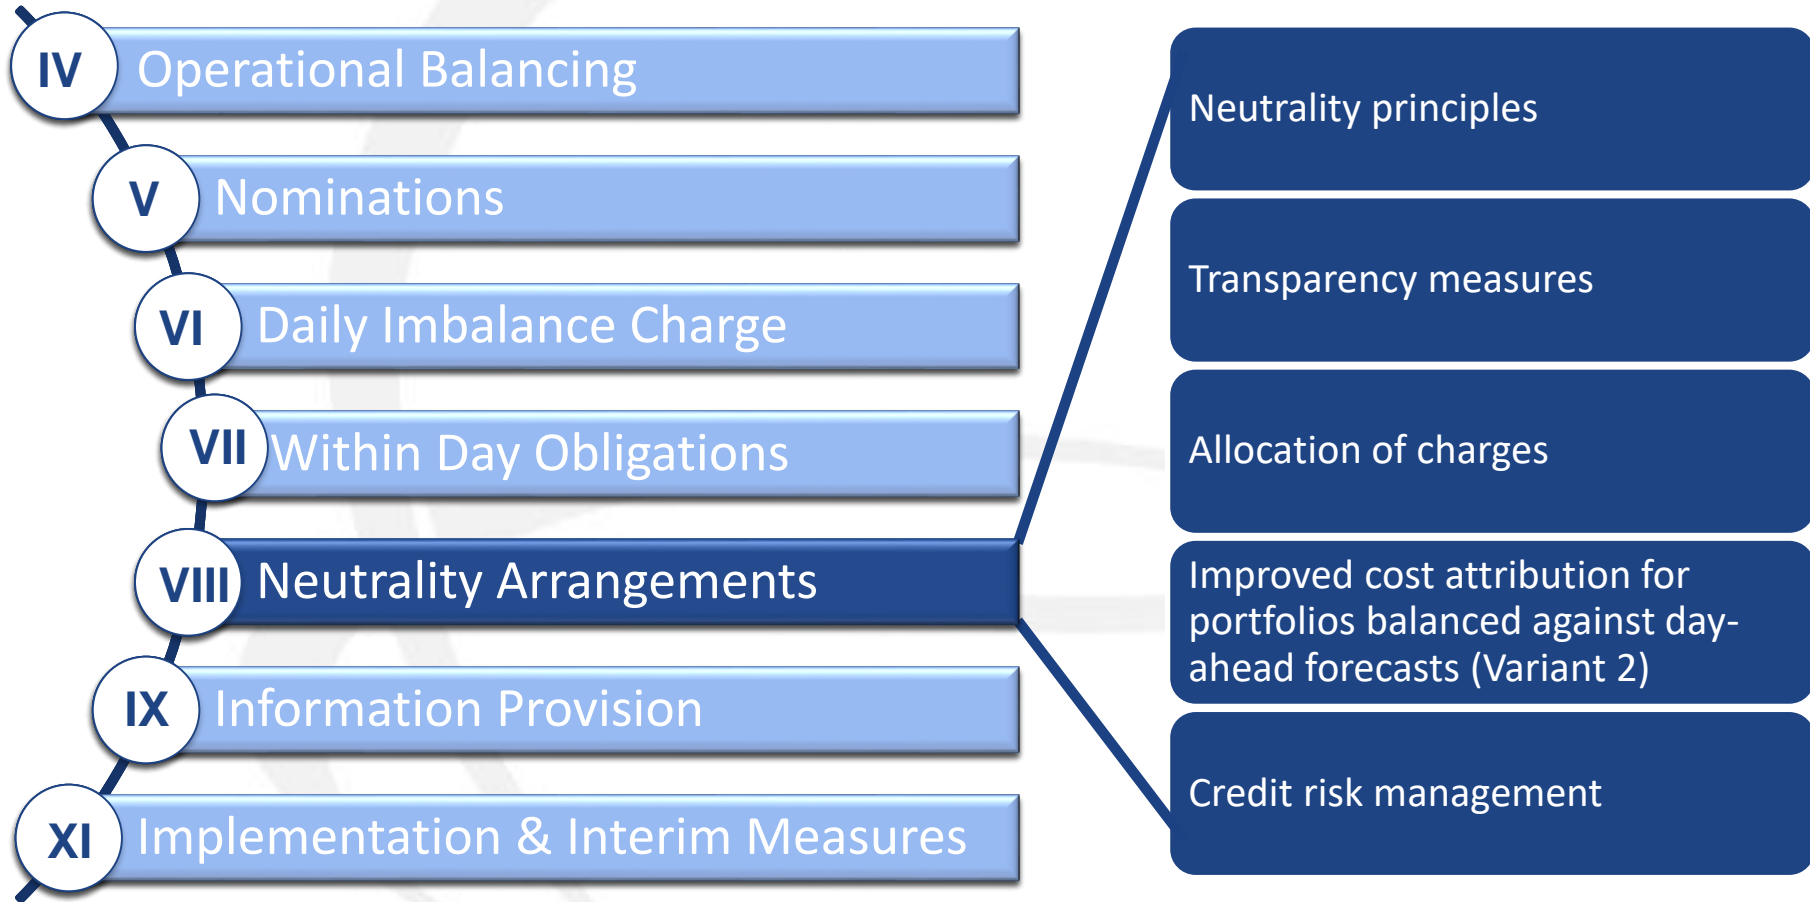 IV
Operational Balancing
V
Nominations
VI
Daily Imbalance Charge
VII
Within Day Obligations
VIII
Neutrality Arrangements
IX
Information Provision
XI
Implementation & Interim Measures
Neutrality principles
Transparency measures
Allocation of charges
Improved cost attribution for
portfolios balanced against day-
ahead forecasts (Variant 2)
Credit risk management